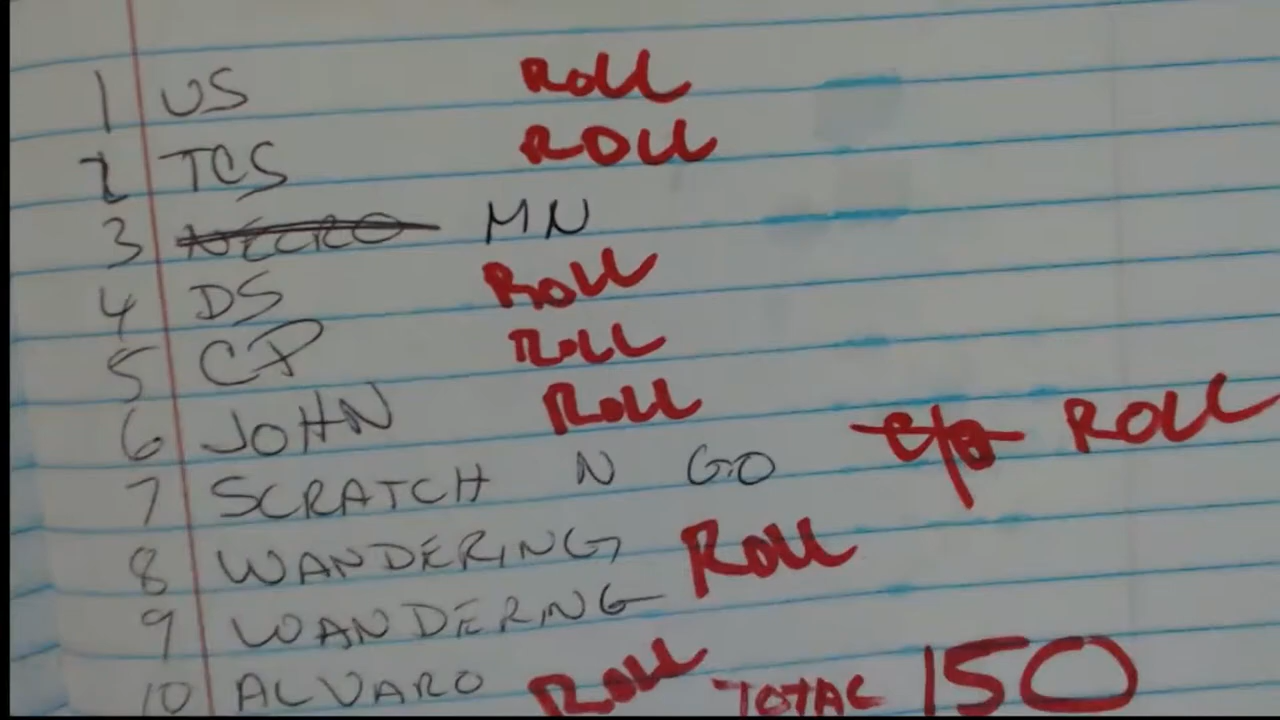 1 US ROLL
2 TCS ROLL
3 NECRO MN
4 DS ROLL
5 CP ROLL
6 JOHN ROLL
7 SCRATCH N GO C/O ROLL
8 WANDERING ROLL
9 WANDERING
10 ALVARO ROLL TOTAL 150